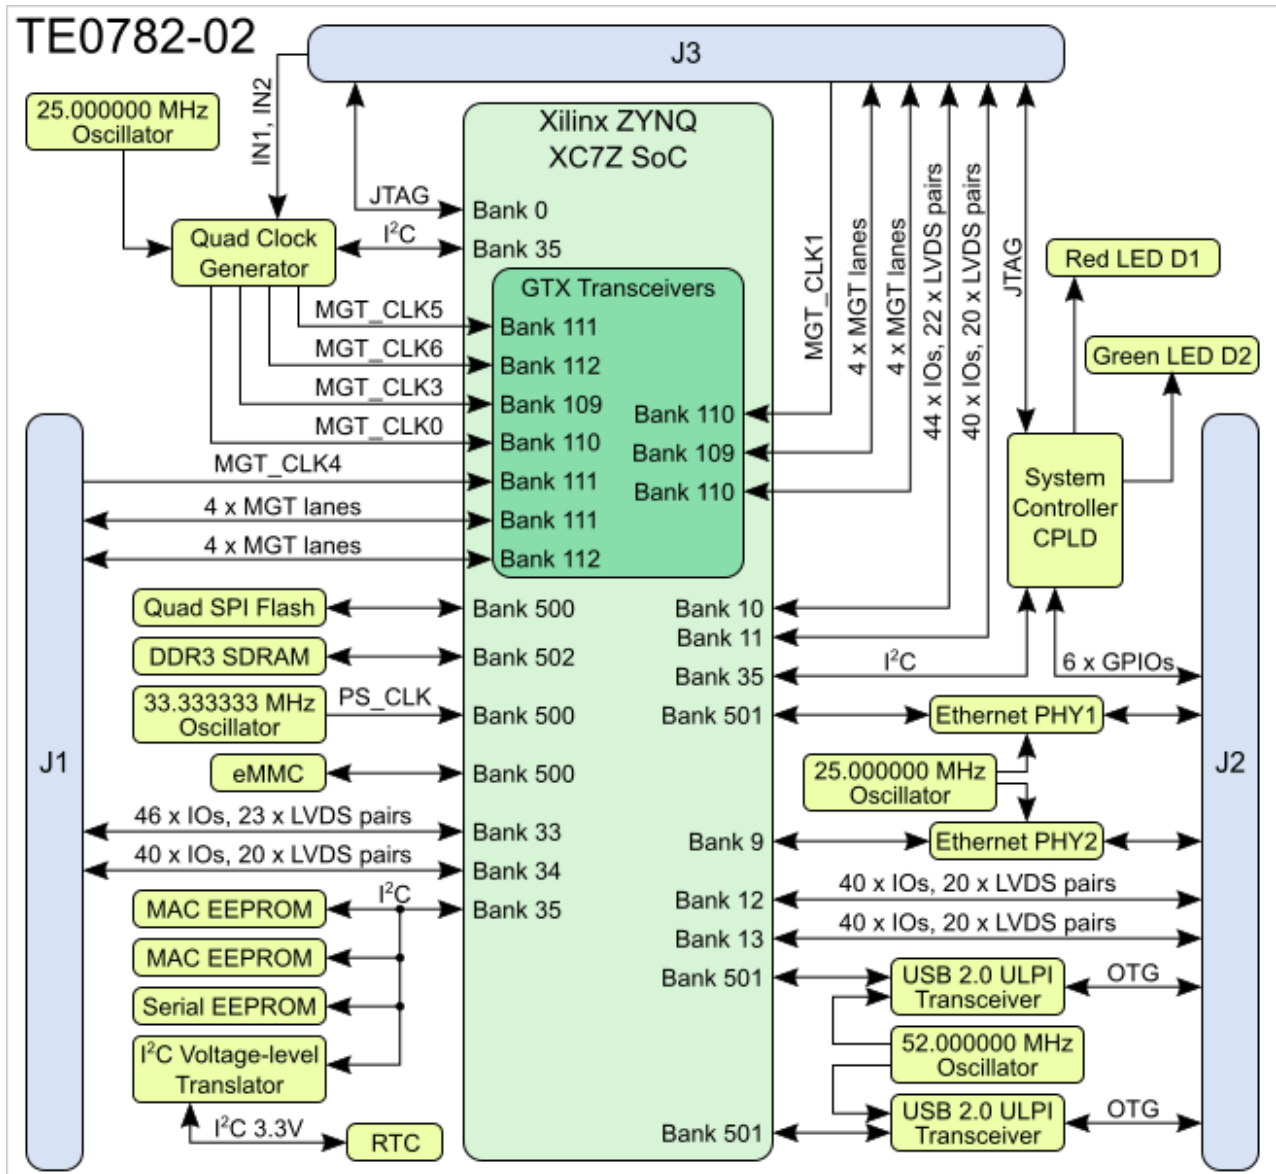 TE0782-02
J3
25.000000 MHz
Oscillator
IN1, IN2
Xilinx ZYNQ
XC7Z SoC
JTAG
Bank 0
Quad Clock
Generator
I²C
Bank 35
GTX Transceivers
MGT_CLK5
Bank 111
MGT_CLK6
Bank 112
MGT_CLK3
Bank 109
MGT_CLK0
Bank 110
MGT_CLK4
Bank 111
4 x MGT lanes
Bank 111
4 x MGT lanes
Bank 112
Bank 110
Bank 109
Bank 110
MGT_CLK1
4 x MGT lanes
4 x MGT lanes
44 x IOs, 22 x LVDS pairs
40 x IOs, 20 x LVDS pairs
JTAG
Red LED D1
Green LED D2
System
Controller
CPLD
J1
Quad SPI Flash
Bank 500
DDR3 SDRAM
Bank 502
33.333333 MHz
Oscillator
PS_CLK
Bank 500
eMMC
Bank 500
46 x IOs, 23 x LVDS pairs
Bank 33
40 x IOs, 20 x LVDS pairs
Bank 34
I²C
MAC EEPROM
Bank 35
MAC EEPROM
Serial EEPROM
I²C Voltage-level
Translator
I²C 3.3V
RTC
Bank 10
Bank 11
Bank 35
I²C
6 x GPIOs
Bank 501
Ethernet PHY1
25.000000 MHz
Oscillator
J2
Bank 9
Ethernet PHY2
Bank 12
40 x IOs, 20 x LVDS pairs
Bank 13
40 x IOs, 20 x LVDS pairs
Bank 501
USB 2.0 ULPI
Transceiver
OTG
52.000000 MHz
Oscillator
Bank 501
USB 2.0 ULPI
Transceiver
OTG